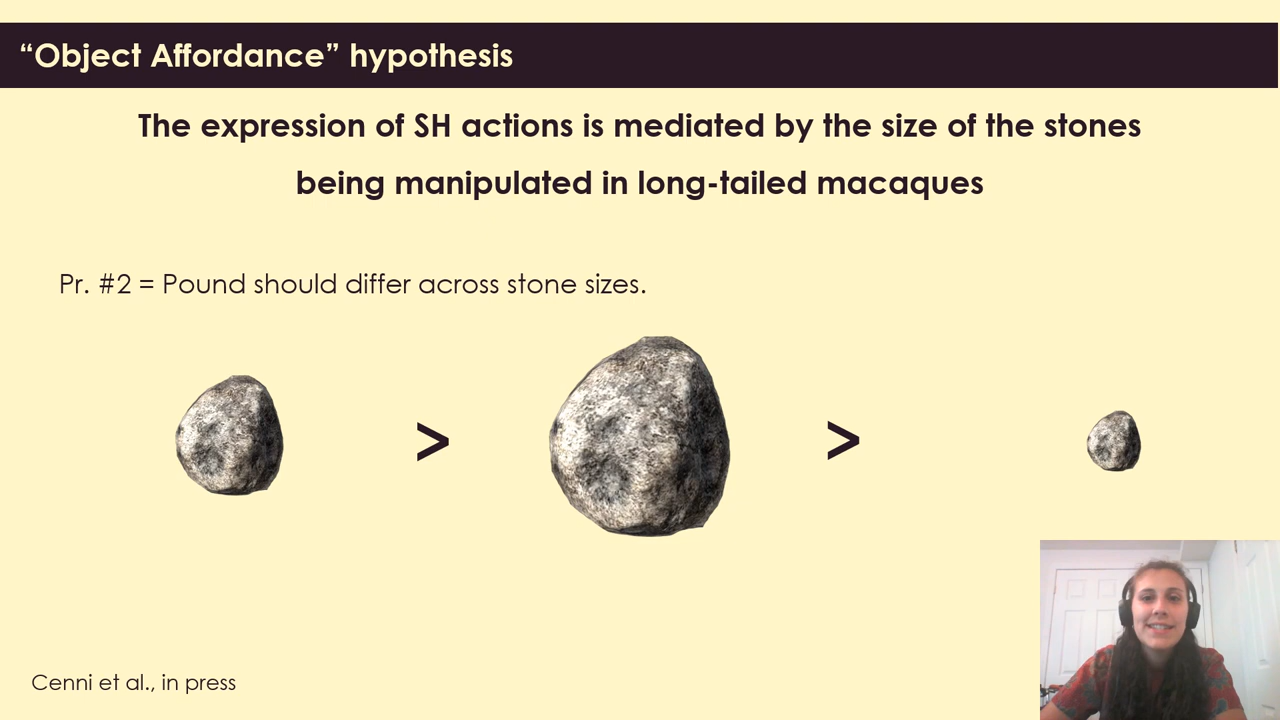 “Object Affordance” hypothesis
The expression of SH actions is mediated by the size of the stones
being manipulated in long-tailed macaques
Pr. #2 = Pound should differ across stone sizes.
> >
Cenni et al., in press